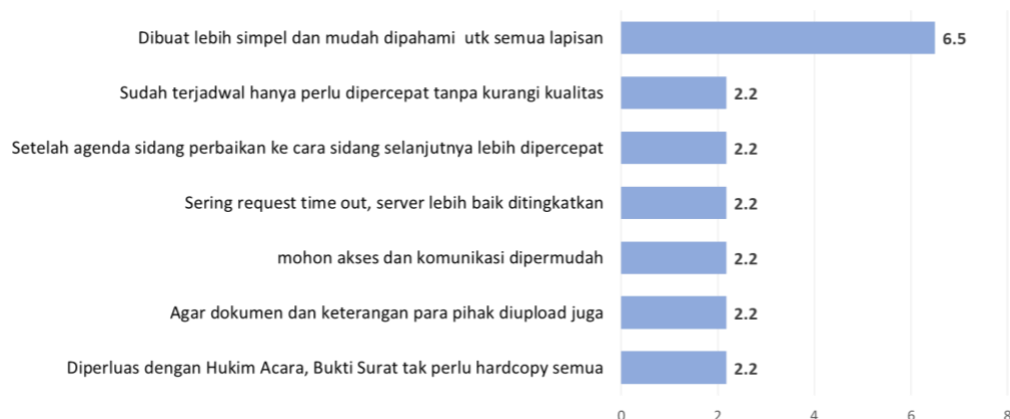 Dibuat lebih simpel dan mudah dipahami utk semua lapisan 6.5
Sudah terjadwal hanya perlu dipercepat tanpa kurangi kualitas 2.2
Setelah agenda sidang perbaikan ke cara sidang selanjutnya lebih dipercepat 2.2
Sering request time out, server lebih baik ditingkatkan 2.2
mohon akses dan komunikasi dipermudah 2.2
Agar dokumen dan keterangan para pihak diupload juga 2.2
Diperluas dengan Hukim Acara, Bukti Surat tak perlu hardcopy semua 2.2
0 2 4 6 8